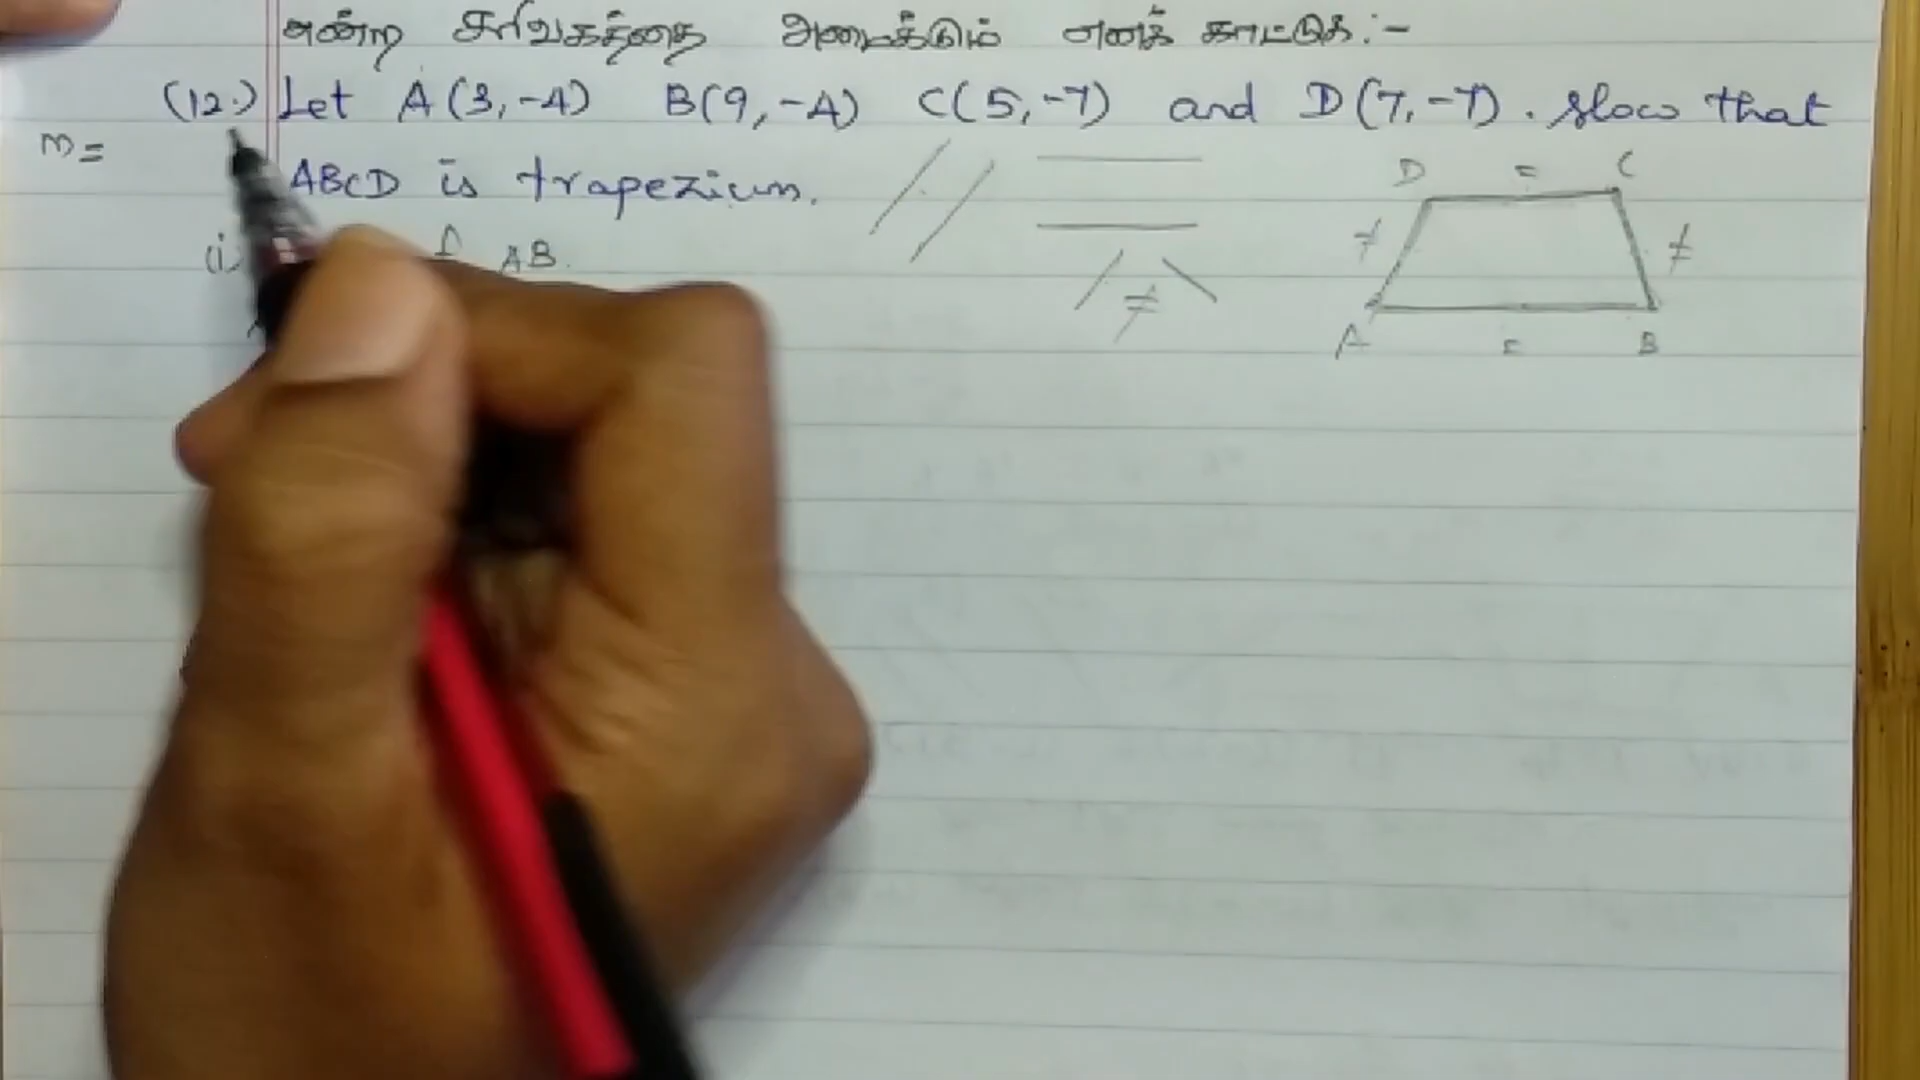 என்ற சரிவகத்தை அமைக்கும் எனக் காட்டுக:-
(12.) Let A(3,-4) B(9,-4) C(5,-7) and D(7,-7). show that
m=
ABCD is trapezium.
D = C
≠ ≠
(i) f AB.
≠
A = B